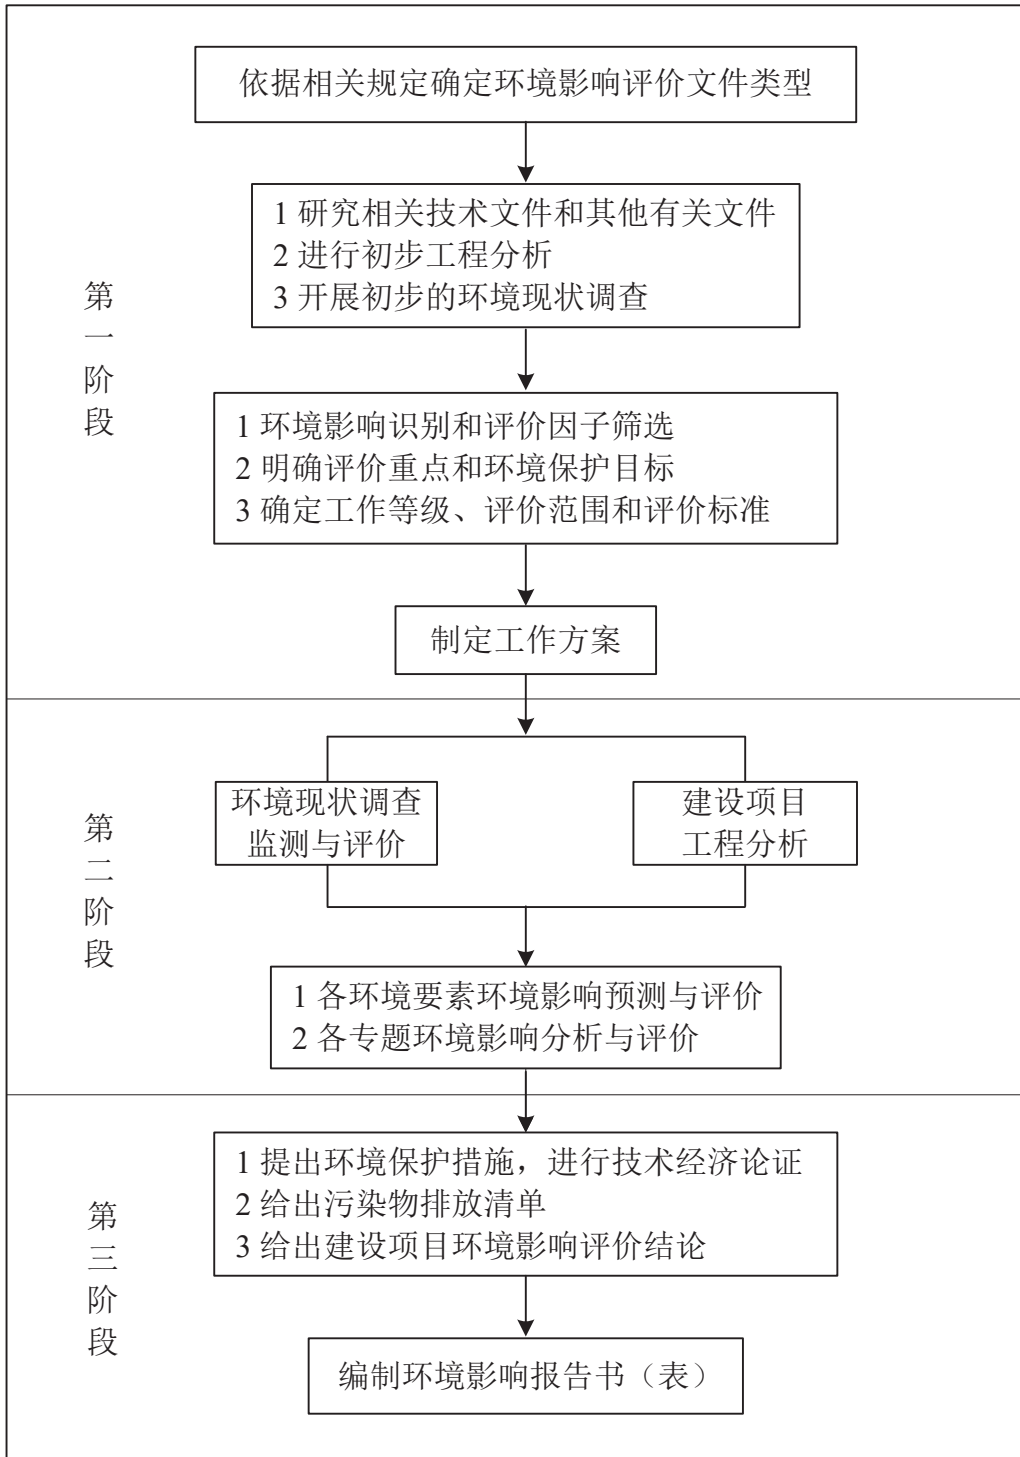 依据相关规定确定环境影响评价文件类型
1 研究相关技术文件和其他有关文件
2 进行初步工程分析
3 开展初步的环境现状调查
第一阶段
1 环境影响识别和评价因子筛选
2 明确评价重点和环境保护目标
3 确定工作等级、评价范围和评价标准
制定工作方案
环境现状调查
监测与评价
建设项目
工程分析
第二阶段
1 各环境要素环境影响预测与评价
2 各专题环境影响分析与评价
1 提出环境保护措施，进行技术经济论证
2 给出污染物排放清单
3 给出建设项目环境影响评价结论
第三阶段
编制环境影响报告书（表）